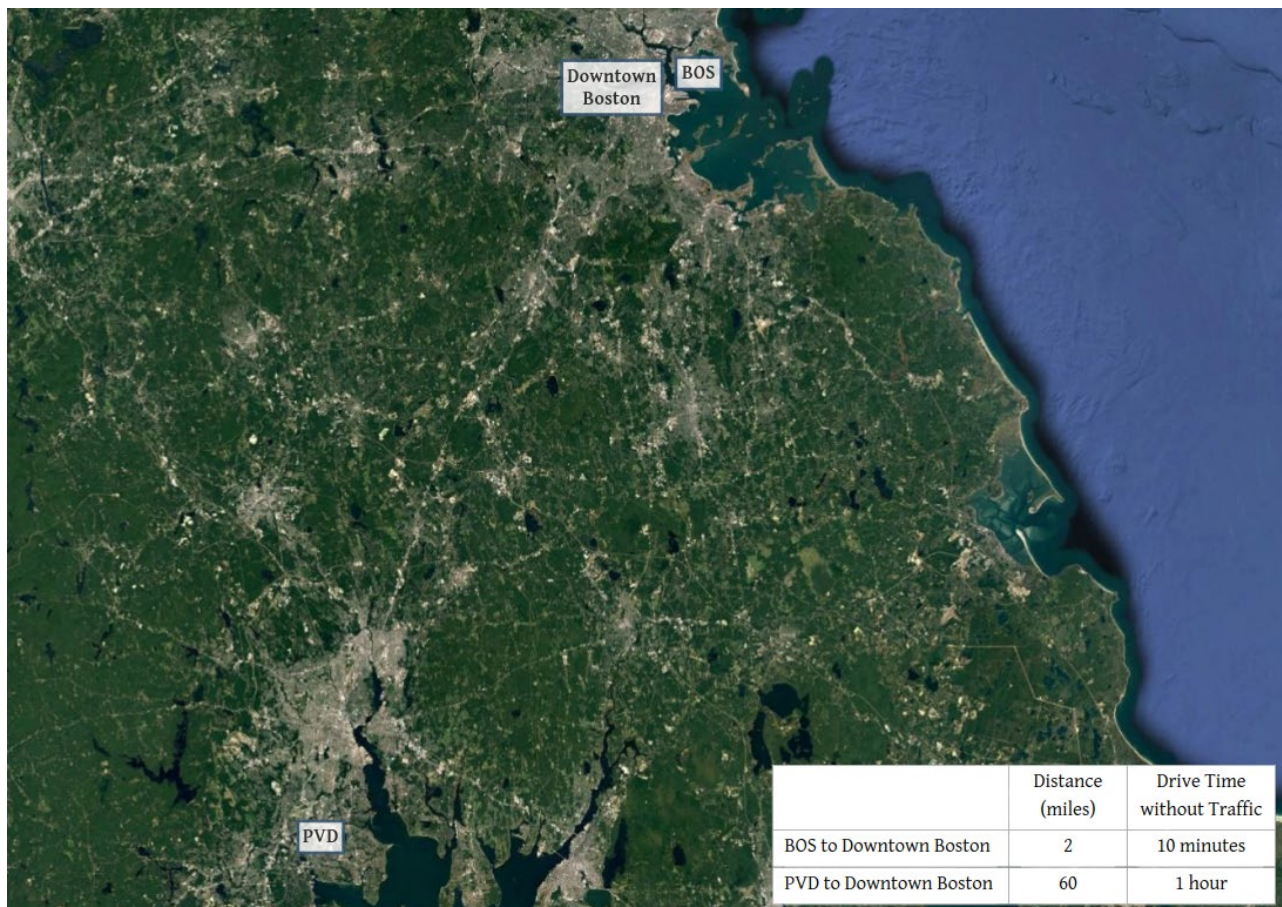 Downtown
Boston
BOS
PVD
Distance
(miles)
Drive Time
without Traffic
BOS to Downtown Boston 2 10 minutes
PVD to Downtown Boston 60 1 hour